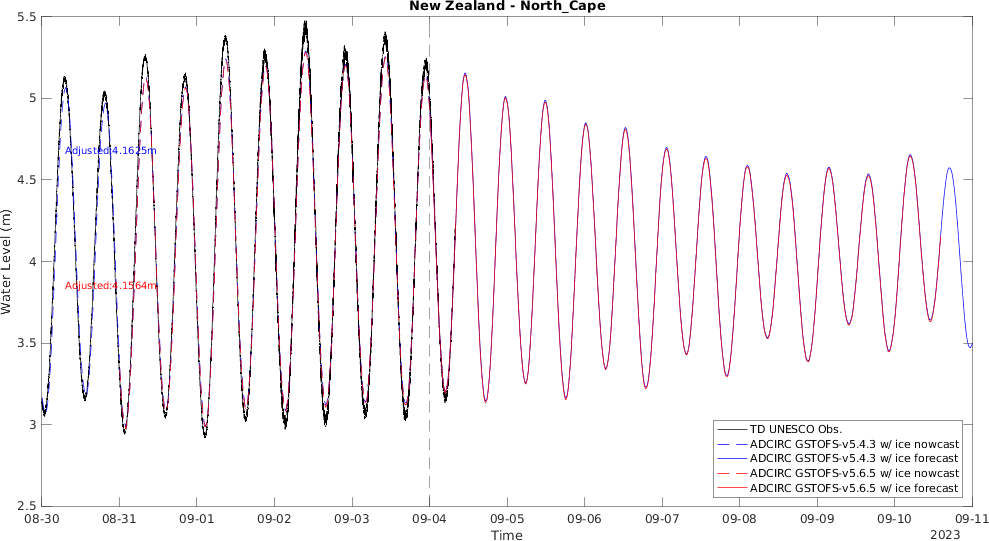 New Zealand - North_Cape
5.5
5
4.5
4
3.5
3
2.5
Water Level (m)
Adjusted:4.1625m
Adjusted:4.1564m
TD UNESCO Obs.
ADCIRC GSTOFS-v5.4.3 w/ ice nowcast
ADCIRC GSTOFS-v5.4.3 w/ ice forecast
ADCIRC GSTOFS-v5.6.5 w/ ice nowcast
ADCIRC GSTOFS-v5.6.5 w/ ice forecast
08-30 08-31 09-01 09-02 09-03 09-04 09-05 09-06 09-07 09-08 09-09 09-10 09-11
Time
2023